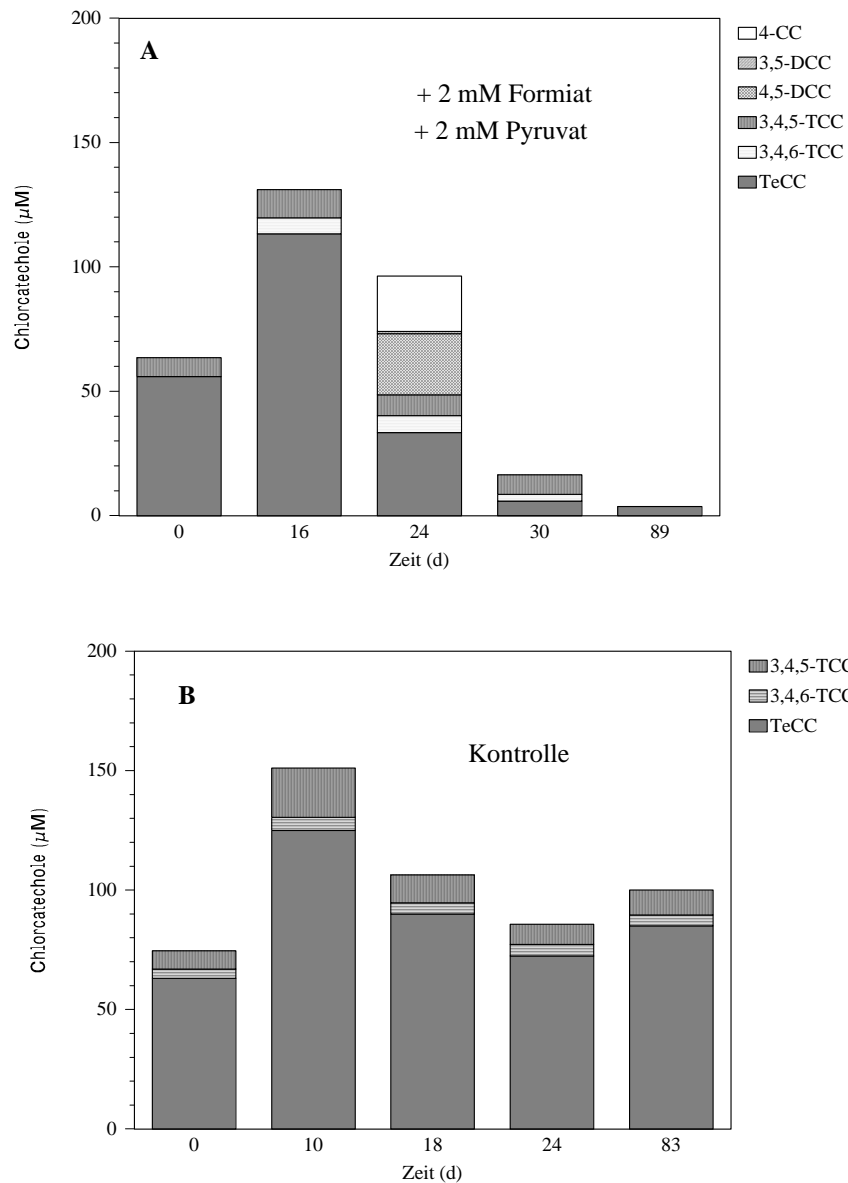 200
150
100
50
0
Chlorcatechole (µM)
A
+ 2 mM Formiat
+ 2 mM Pyruvat
0 16 24 30 89
Zeit (d)
4-CC
3,5-DCC
4,5-DCC
3,4,5-TCC
3,4,6-TCC
TeCC
200
150
100
50
0
Chlorcatechole (µM)
B
Kontrolle
0 10 18 24 83
Zeit (d)
3,4,5-TCC
3,4,6-TCC
TeCC